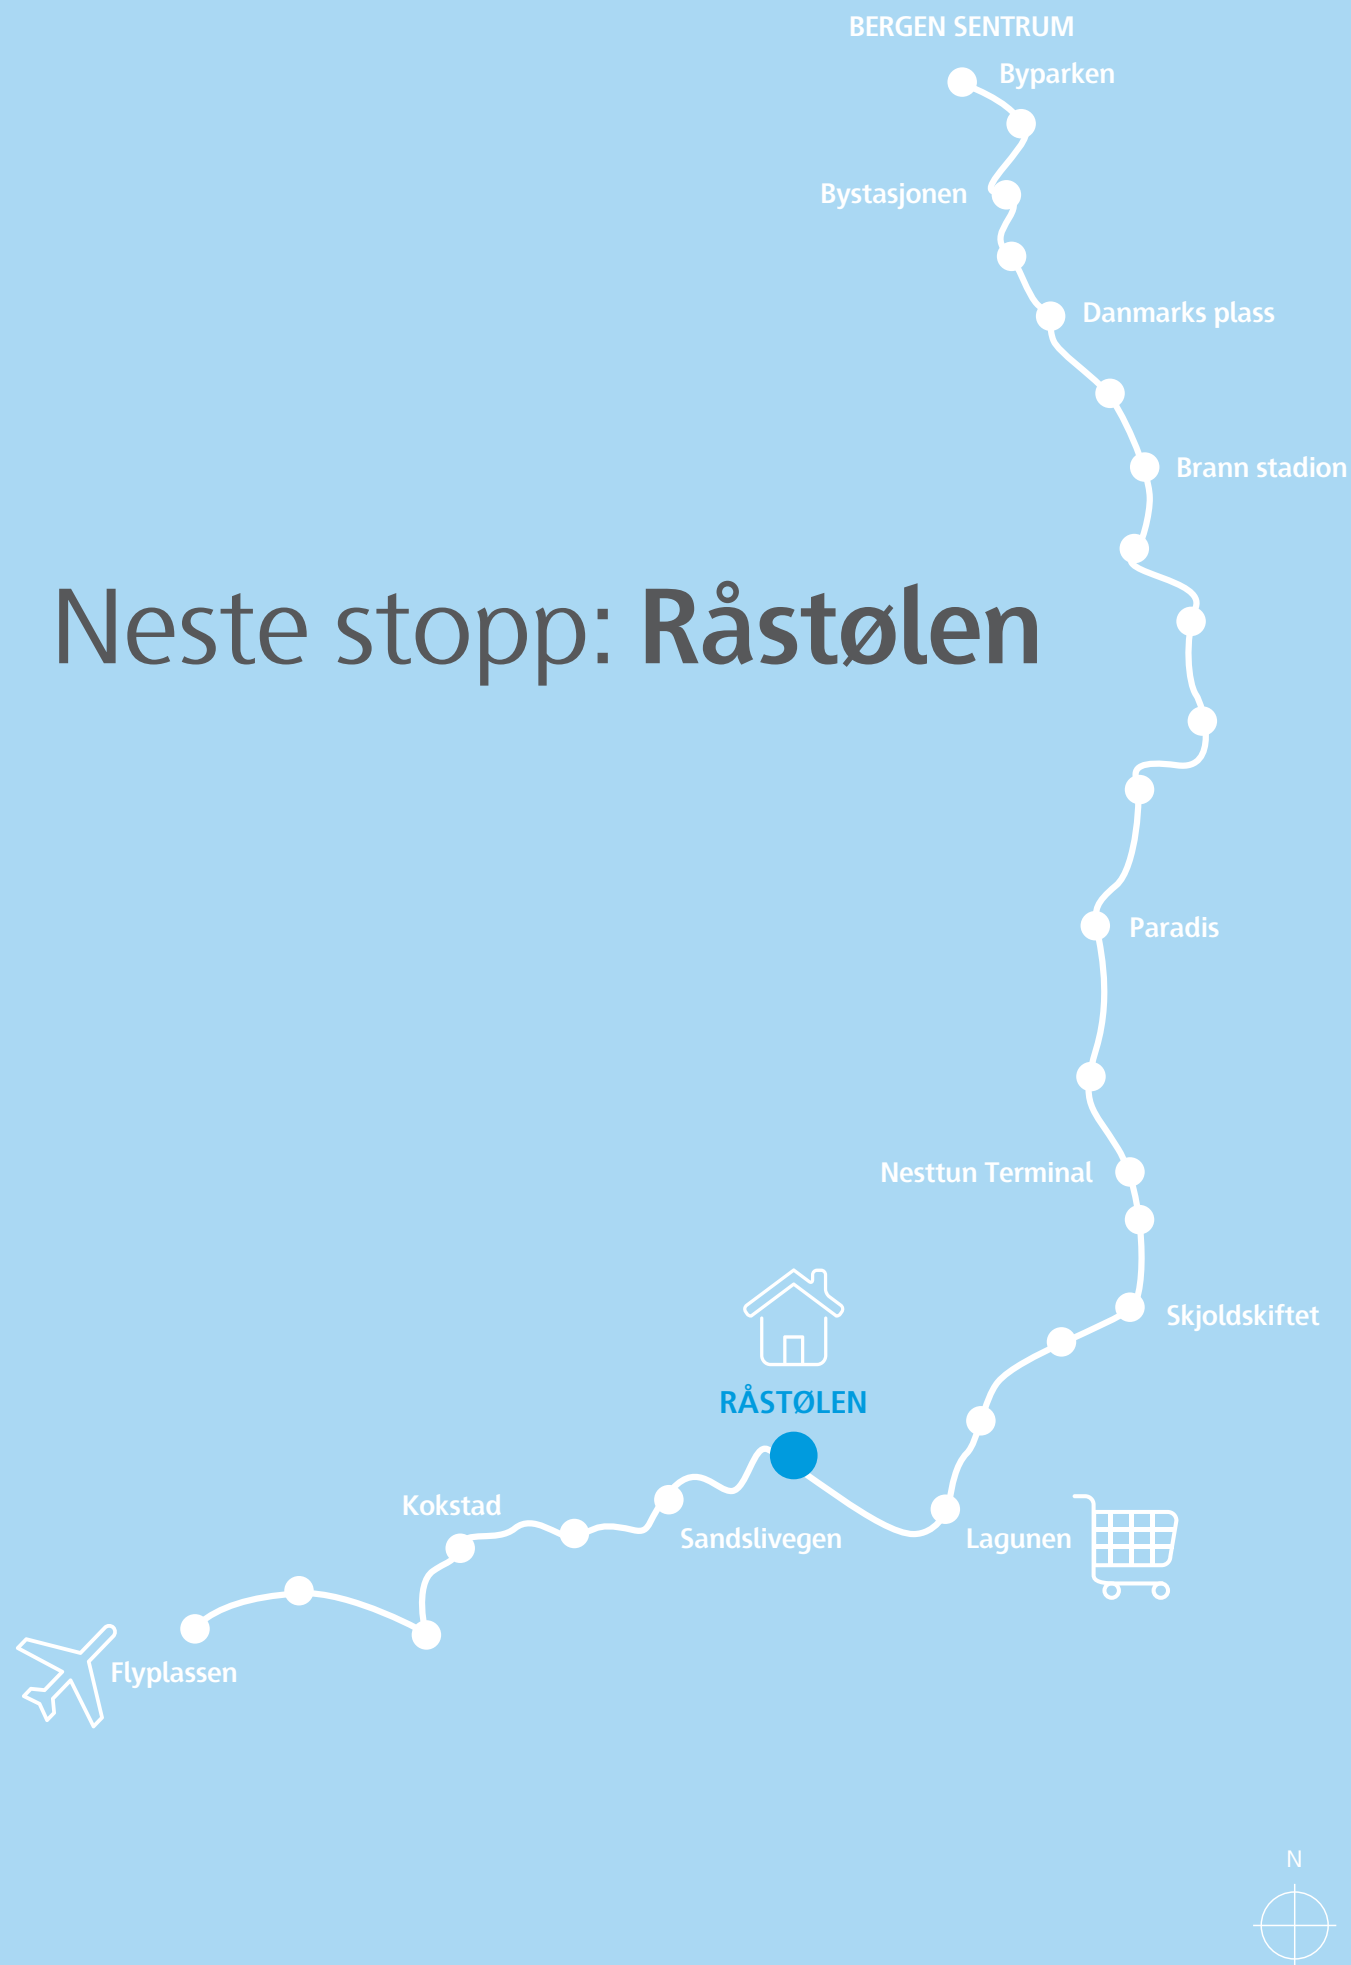 BERGEN SENTRUM
Byparken
Bystasjonen
Danmarks plass
Brann stadion
Neste stopp: Råstølen
Paradis
Nesttun Terminal
Skjoldskiftet
RÅSTØLEN
Kokstad
Sandslivegen
Lagunen
Flyplassen
N